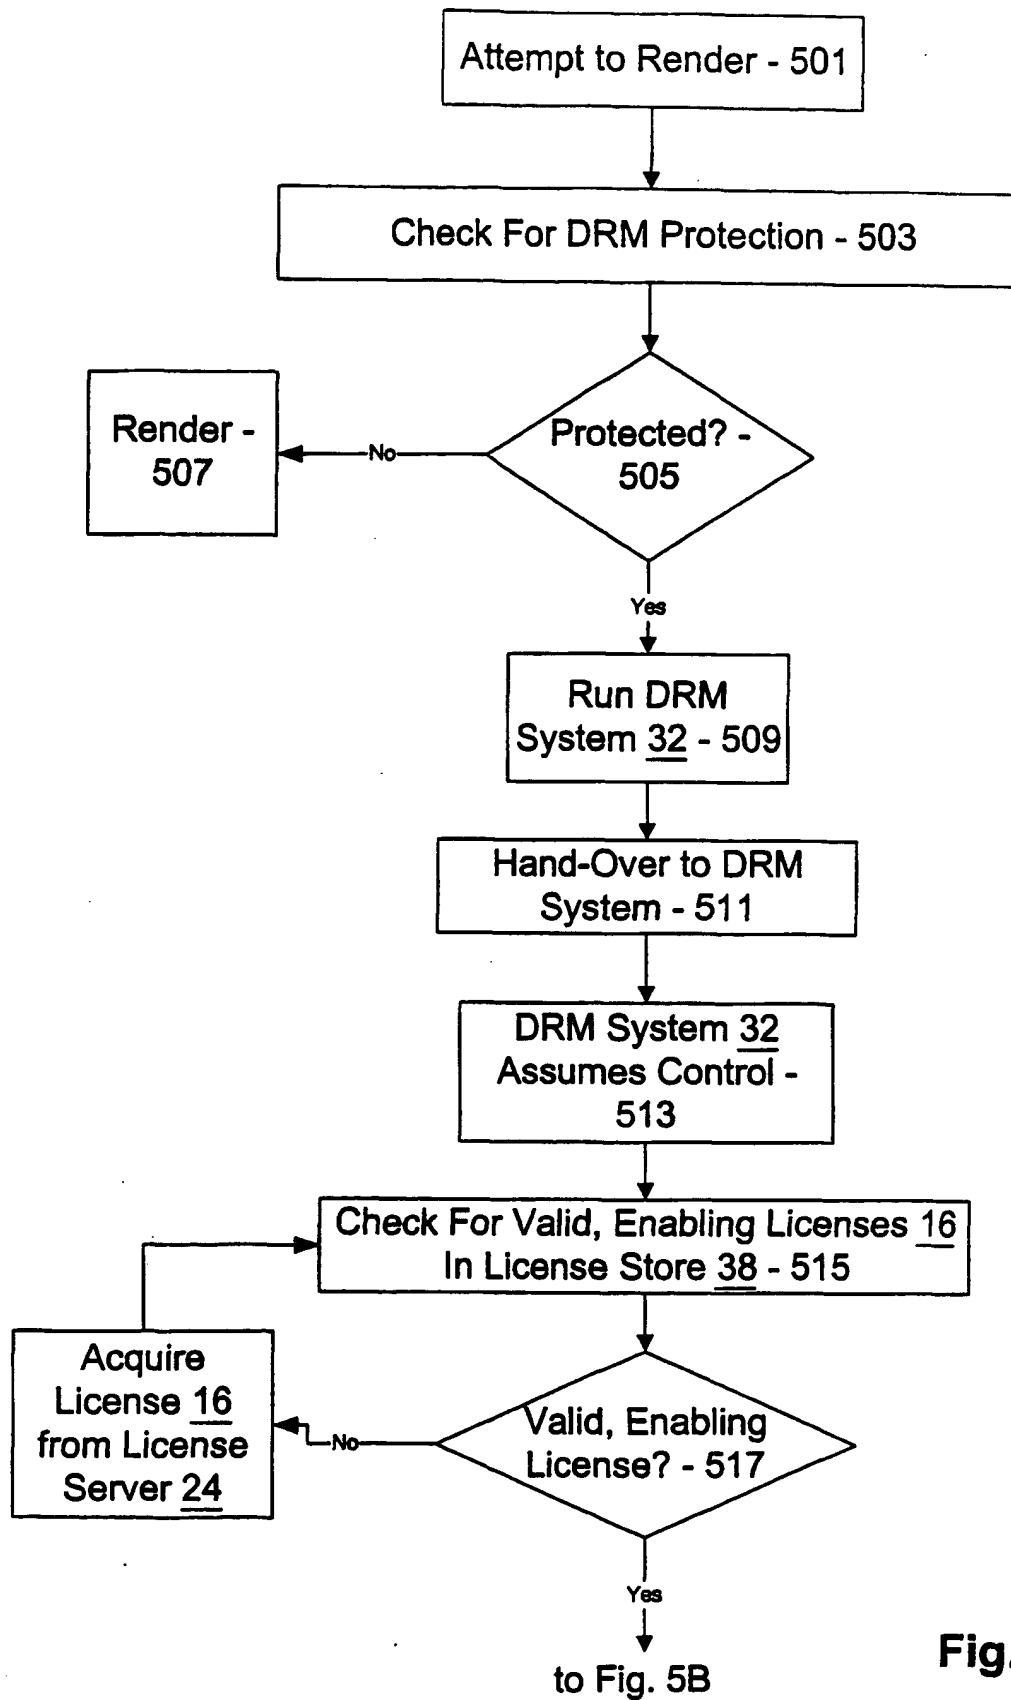 Attempt to Render - 501
Check For DRM Protection - 503
Protected? -
505
No
Render -
507
Yes
Run DRM
System 32 - 509
Hand-Over to DRM
System - 511
DRM System 32
Assumes Control -
513
Check For Valid, Enabling Licenses 16
In License Store 38 - 515
Acquire
License 16
from License
Server 24
No
Valid, Enabling
License? - 517
Yes
to Fig. 5B
Fig.